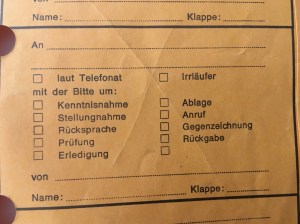 von
Name: Klappe:
An
laut Telefonat Irrläufer
mit der Bitte um:
Kenntnisnahme Ablage
Stellungnahme Anruf
Rücksprache Gegenzeichnung
Prüfung Rückgabe
Erledigung
von
Name: Klappe: